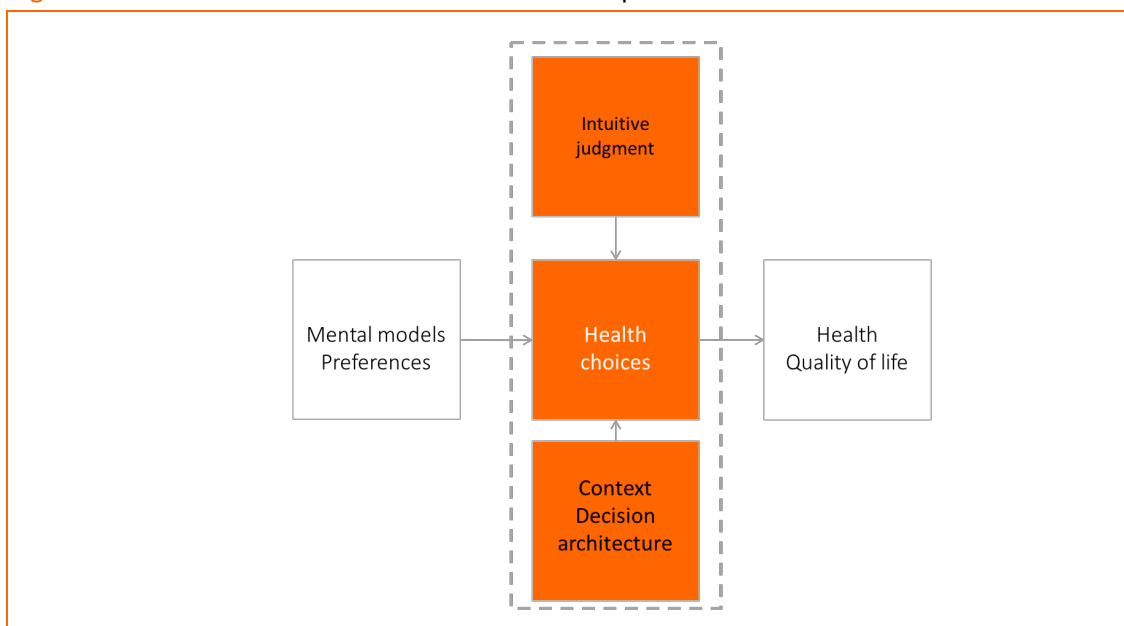 Intuitive
judgment
Mental models
Preferences
Health
choices
Health
Quality of life
Context
Decision
architecture